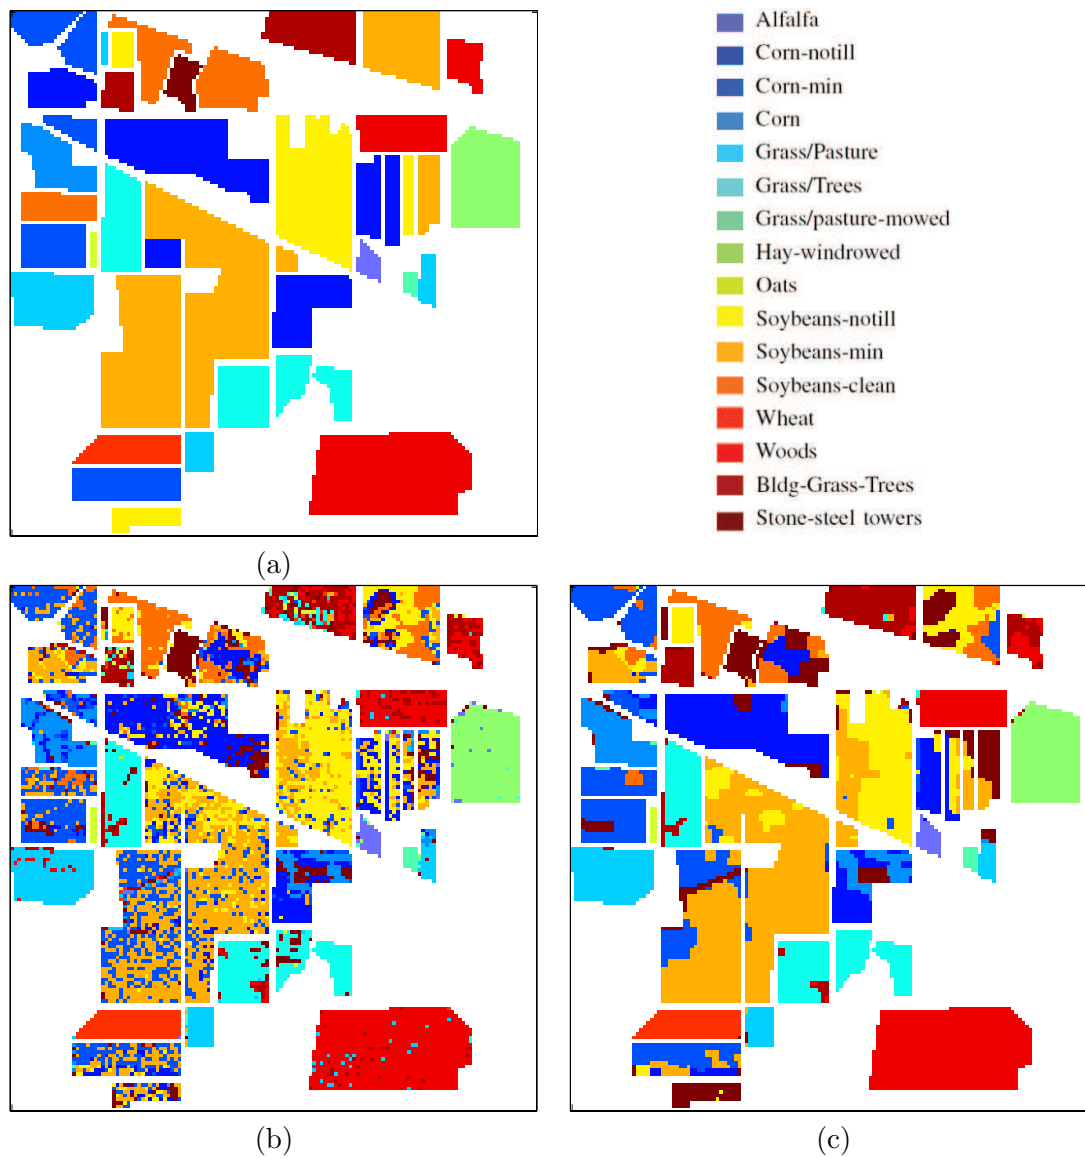 Alfalfa
Corn-notill
Corn-min
Corn
Grass/Pasture
Grass/Trees
Grass/pasture-mowed
Hay-windrowed
Oats
Soybeans-notill
Soybeans-min
Soybeans-clean
Wheat
Woods
Bldg-Grass-Trees
Stone-steel towers
(a)
(b)
(c)